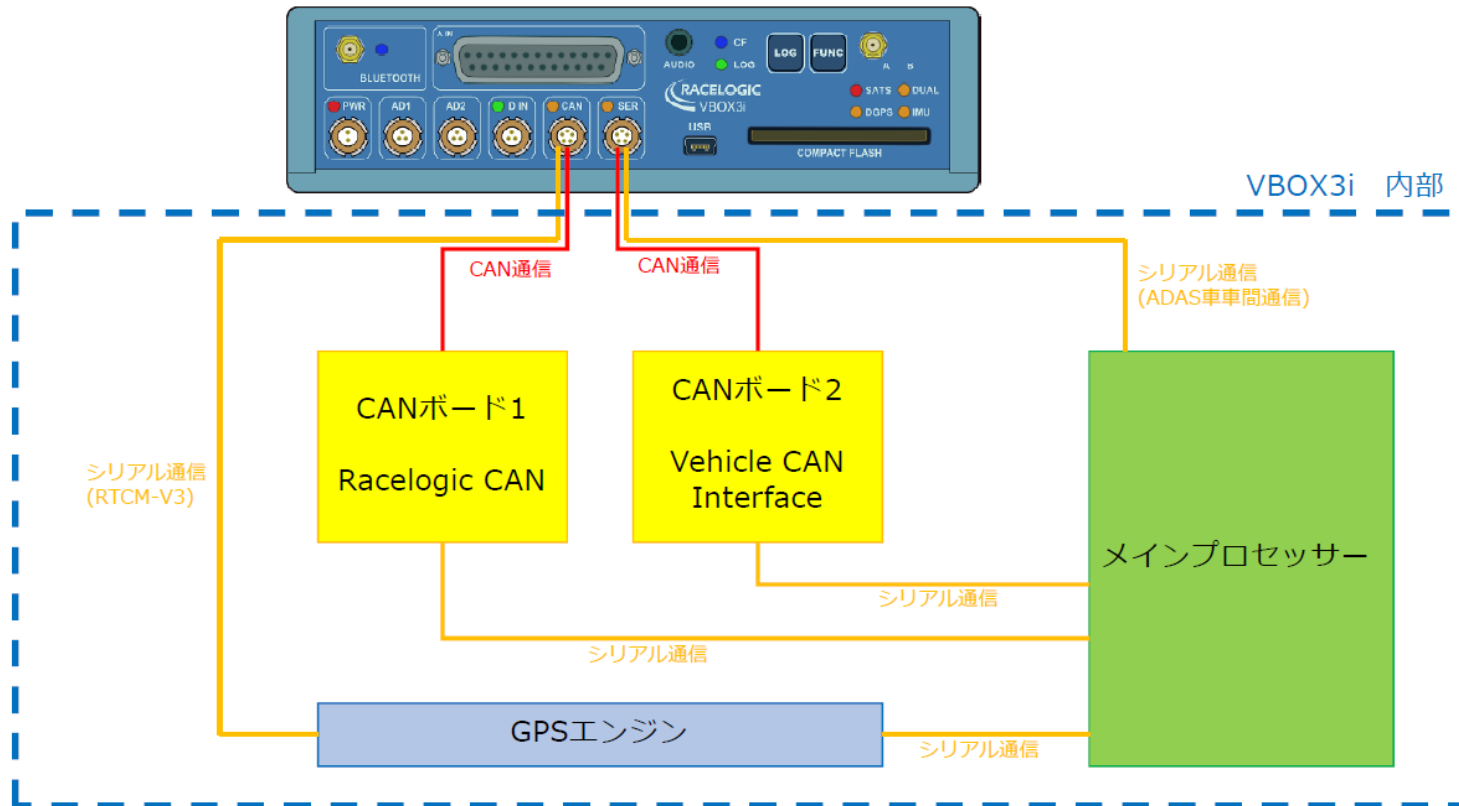 A IN
BLUETOOTH
AUDIO
CF
LOG
LOG
FUNC
A B
RACELOGIC
VBOX3i
SATS
DUAL
DGPS
IMU
PWR
AD1
AD2
D IN
CAN
SER
USB
COMPACT FLASH
VBOX3i 内部
CAN通信
CAN通信
シリアル通信
(ADAS車車間通信)
CANボード1
Racelogic CAN
CANボード2
Vehicle CAN
Interface
シリアル通信
(RTCM-V3)
メインプロセッサー
シリアル通信
シリアル通信
GPSエンジン
シリアル通信